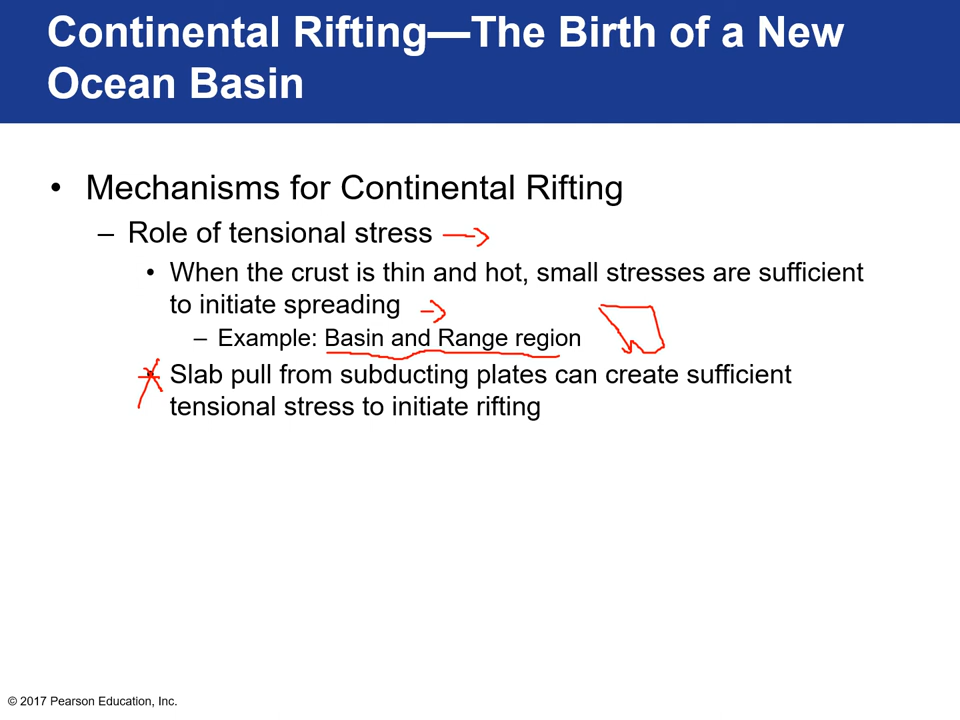 Continental Rifting—The Birth of a New
Ocean Basin
• Mechanisms for Continental Rifting
– Role of tensional stress
• When the crust is thin and hot, small stresses are sufficient
to initiate spreading
– Example: Basin and Range region
• Slab pull from subducting plates can create sufficient
tensional stress to initiate rifting
© 2017 Pearson Education, Inc.